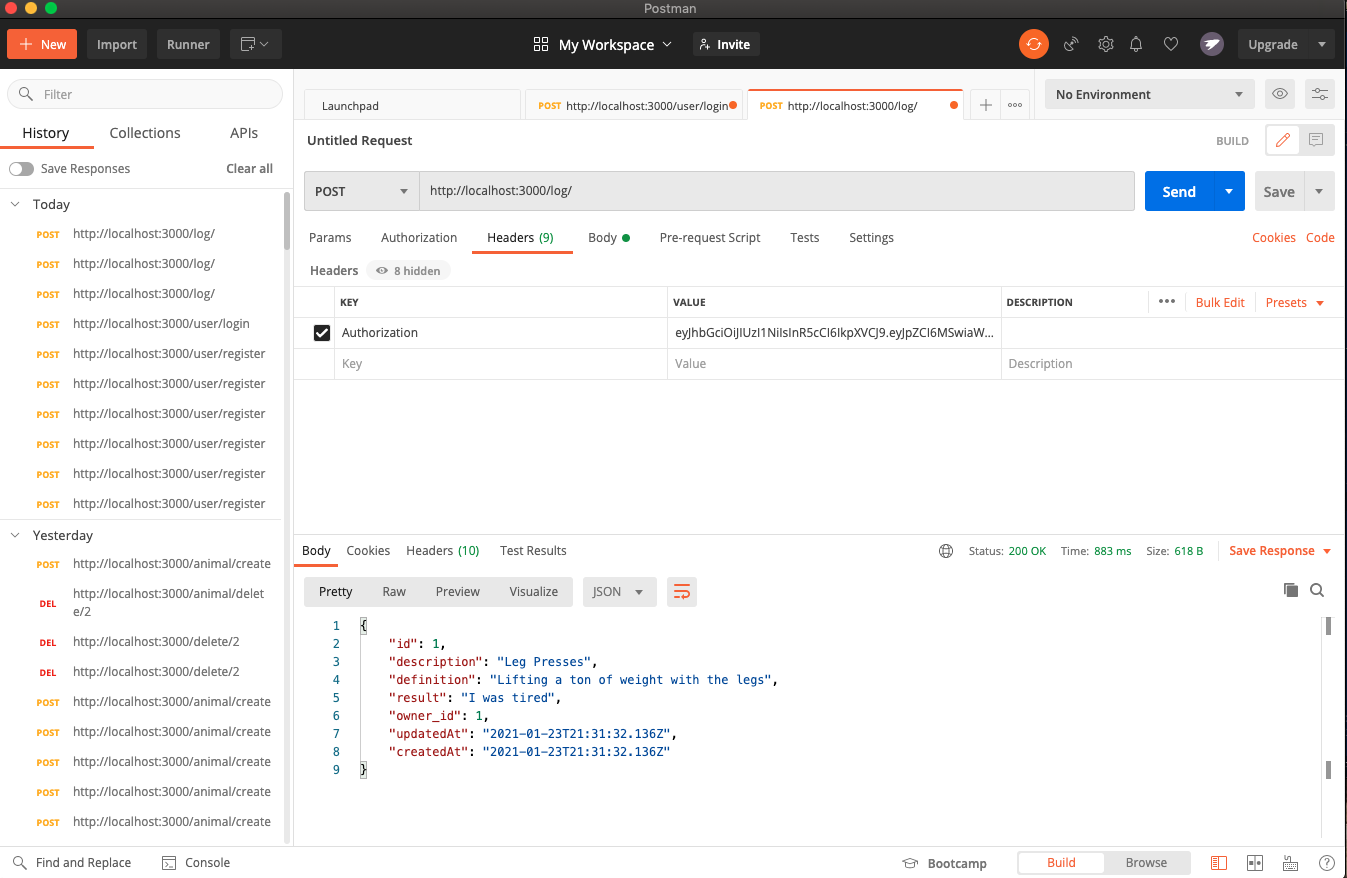 Postman
New
Import
Runner
My Workspace
Invite
Upgrade
Filter
History
Collections
APIs
Save Responses
Clear all
Today
POST http://localhost:3000/log/
POST http://localhost:3000/log/
POST http://localhost:3000/log/
POST http://localhost:3000/user/login
POST http://localhost:3000/user/register
POST http://localhost:3000/user/register
POST http://localhost:3000/user/register
POST http://localhost:3000/user/register
POST http://localhost:3000/user/register
POST http://localhost:3000/user/register
Yesterday
POST http://localhost:3000/animal/create
DEL http://localhost:3000/animal/delet
e/2
DEL http://localhost:3000/delete/2
DEL http://localhost:3000/delete/2
POST http://localhost:3000/animal/create
POST http://localhost:3000/animal/create
POST http://localhost:3000/animal/create
POST http://localhost:3000/animal/create
POST http://localhost:3000/animal/create
Launchpad
POST http://localhost:3000/user/login
POST http://localhost:3000/log/
No Environment
Untitled Request
BUILD
POST http://localhost:3000/log/
Send
Save
Params Authorization Headers (9) Body Pre-request Script Tests Settings
Cookies Code
Headers 8 hidden
KEY VALUE DESCRIPTION
Bulk Edit Presets
Authorization eyJhbGciOiJIUzI1NiIsInR5cCI6IkpXVCJ9.eyJpZCI6MSwiaW...
Key Value Description
Body Cookies Headers (10) Test Results
Status: 200 OK Time: 883 ms Size: 618 B Save Response
Pretty Raw Preview Visualize JSON
1 {
2 "id": 1,
3 "description": "Leg Presses",
4 "definition": "Lifting a ton of weight with the legs",
5 "result": "I was tired",
6 "owner_id": 1,
7 "updatedAt": "2021-01-23T21:31:32.136Z",
8 "createdAt": "2021-01-23T21:31:32.136Z"
9 }
Find and Replace
Console
Bootcamp
Build
Browse